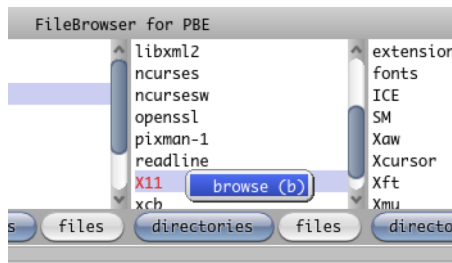 FileBrowser for PBE
libxml2
ncurses
ncursesw
openssl
pixman-1
readline
X11
browse (b)
xcb
extension
fonts
ICE
SM
Xaw
Xcursor
Xft
Xmu
s files directories files directo